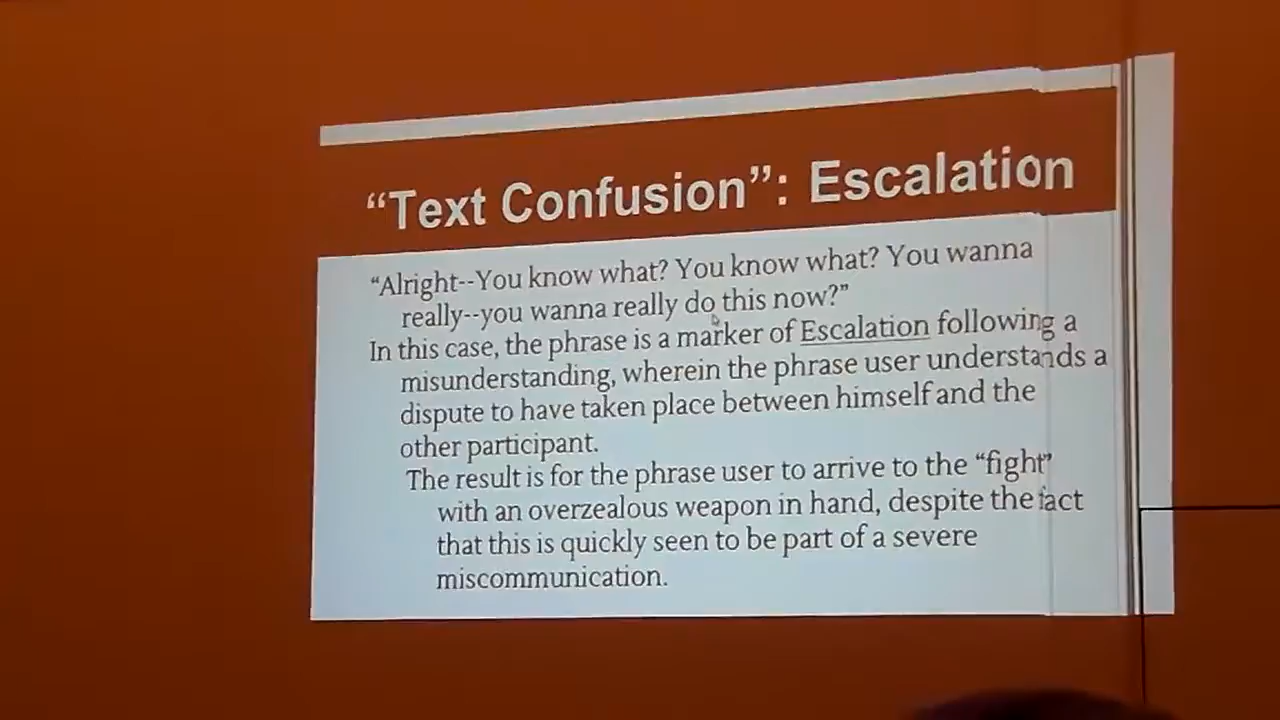 “Text Confusion”: Escalation
“Alright--You know what? You know what? You wanna
really--you wanna really do this now?”
In this case, the phrase is a marker of Escalation following a
misunderstanding, wherein the phrase user understands a
dispute to have taken place between himself and the
other participant.
The result is for the phrase user to arrive to the “fight”
with an overzealous weapon in hand, despite the fact
that this is quickly seen to be part of a severe
miscommunication.